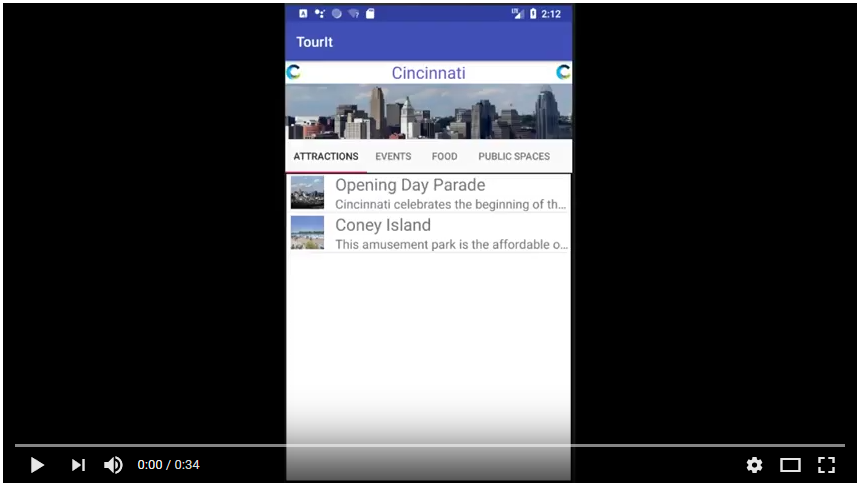 2:12
TourIt
Cincinnati
ATTRACTIONS EVENTS FOOD PUBLIC SPACES
Opening Day Parade
Cincinnati celebrates the beginning of th...
Coney Island
This amusement park is the affordable o...
0:00 / 0:34